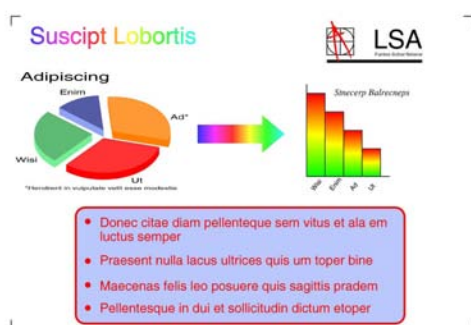 Suscipt Lobortis
LSA
Adipiscing
Enim
Ad*
Wisi
Ut
*Hendrerit in vulputate velit esse modestia
Stnecerp Balrecneps
Wisi
Enim
Ad
Ut
Donec citae diam pellenteque sem vitus et ala em
luctus semper
Praesent nulla lacus ultrices quis um toper bine
Maecenas felis leo posuere quis sagittis pradem
Pellentesque in dui et sollicitudin dictum etoper